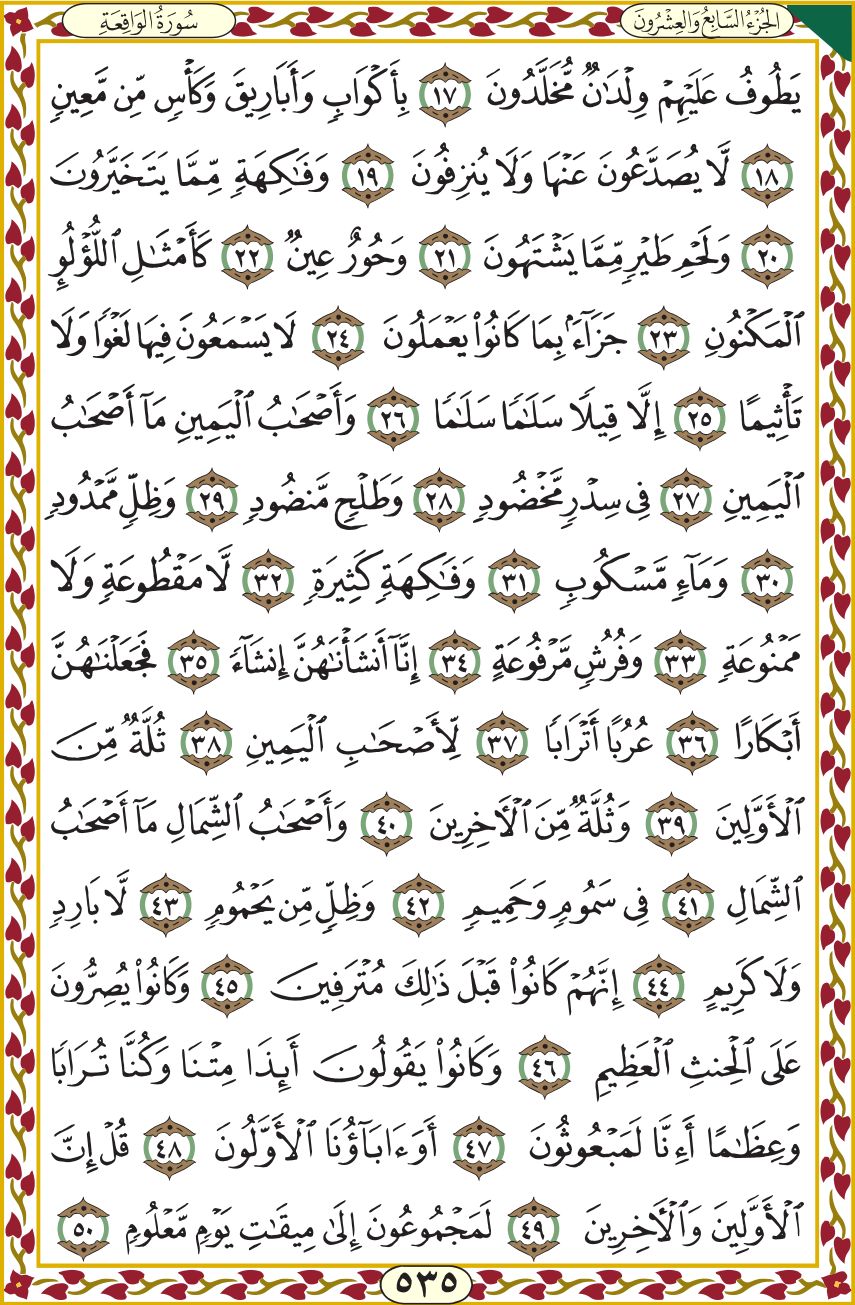 الجُزْءُ السَّابِعُ وَالعِشْرُونَ
سُورَةُ الوَاقِعَةِ
يَطُوفُ عَلَيْهِمْ وِلْدَٰنٌ مُّخَلَّدُونَ ١٧ بِأَكْوَابٍ وَأَبَارِيقَ وَكَأْسٍ مِّن مَّعِينٍ
١٨ لَّا يُصَدَّعُونَ عَنْهَا وَلَا يُنزِفُونَ ١٩ وَفَٰكِهَةٍ مِّمَّا يَتَخَيَّرُونَ
٢٠ وَلَحْمِ طَيْرٍ مِّمَّا يَشْتَهُونَ ٢١ وَحُورٌ عِينٌ ٢٢ كَأَمْثَٰلِ ٱللُّؤْلُوِٕ
ٱلْمَكْنُونِ ٢٣ جَزَآءًۢ بِمَا كَانُوا۟ يَعْمَلُونَ ٢٤ لَا يَسْمَعُونَ فِيهَا لَغْوًا وَلَا
تَأْثِيمًا ٢٥ إِلَّا قِيلًا سَلَٰمًا سَلَٰمًا ٢٦ وَأَصْحَٰبُ ٱلْيَمِينِ مَآ أَصْحَٰبُ
ٱلْيَمِينِ ٢٧ فِى سِدْرٍ مَّخْضُودٍ ٢٨ وَطَلْحٍ مَّنضُودٍ ٢٩ وَظِلٍّ مَّمْدُودٍ
٣٠ وَمَآءٍ مَّسْكُوبٍ ٣١ وَفَٰكِهَةٍ كَثِيرَةٍ ٣٢ لَّا مَقْطُوعَةٍ وَلَا
مَمْنُوعَةٍ ٣٣ وَفُرُشٍ مَّرْفُوعَةٍ ٣٤ إِنَّآ أَنشَأْنَٰهُنَّ إِنشَآءً ٣٥ فَجَعَلْنَٰهُنَّ
أَبْكَارًا ٣٦ عُرُبًا أَتْرَابًا ٣٧ لِّأَصْحَٰبِ ٱلْيَمِينِ ٣٨ ثُلَّةٌ مِّنَ
ٱلْأَوَّلِينَ ٣٩ وَثُلَّةٌ مِّنَ ٱلْءَاخِرِينَ ٤٠ وَأَصْحَٰبُ ٱلشِّمَالِ مَآ أَصْحَٰبُ
ٱلشِّمَالِ ٤١ فِى سَمُومٍ وَحَمِيمٍ ٤٢ وَظِلٍّ مِّن يَحْمُومٍ ٤٣ لَّا بَارِدٍ
وَلَا كَرِيمٍ ٤٤ إِنَّهُمْ كَانُوا۟ قَبْلَ ذَٰلِكَ مُتْرَفِينَ ٤٥ وَكَانُوا۟ يُصِرُّونَ
عَلَى ٱلْحِنثِ ٱلْعَظِيمِ ٤٦ وَكَانُوا۟ يَقُولُونَ أَئِذَا مِتْنَا وَكُنَّا تُرَابًا
وَعِظَٰمًا أَءِنَّا لَمَبْعُوثُونَ ٤٧ أَوَءَابَآؤُنَا ٱلْأَوَّلُونَ ٤٨ قُلْ إِنَّ
ٱلْأَوَّلِينَ وَٱلْءَاخِرِينَ ٤٩ لَمَجْمُوعُونَ إِلَىٰ مِيقَٰتِ يَوْمٍ مَّعْلُومٍ ٥٠
٥٣٥